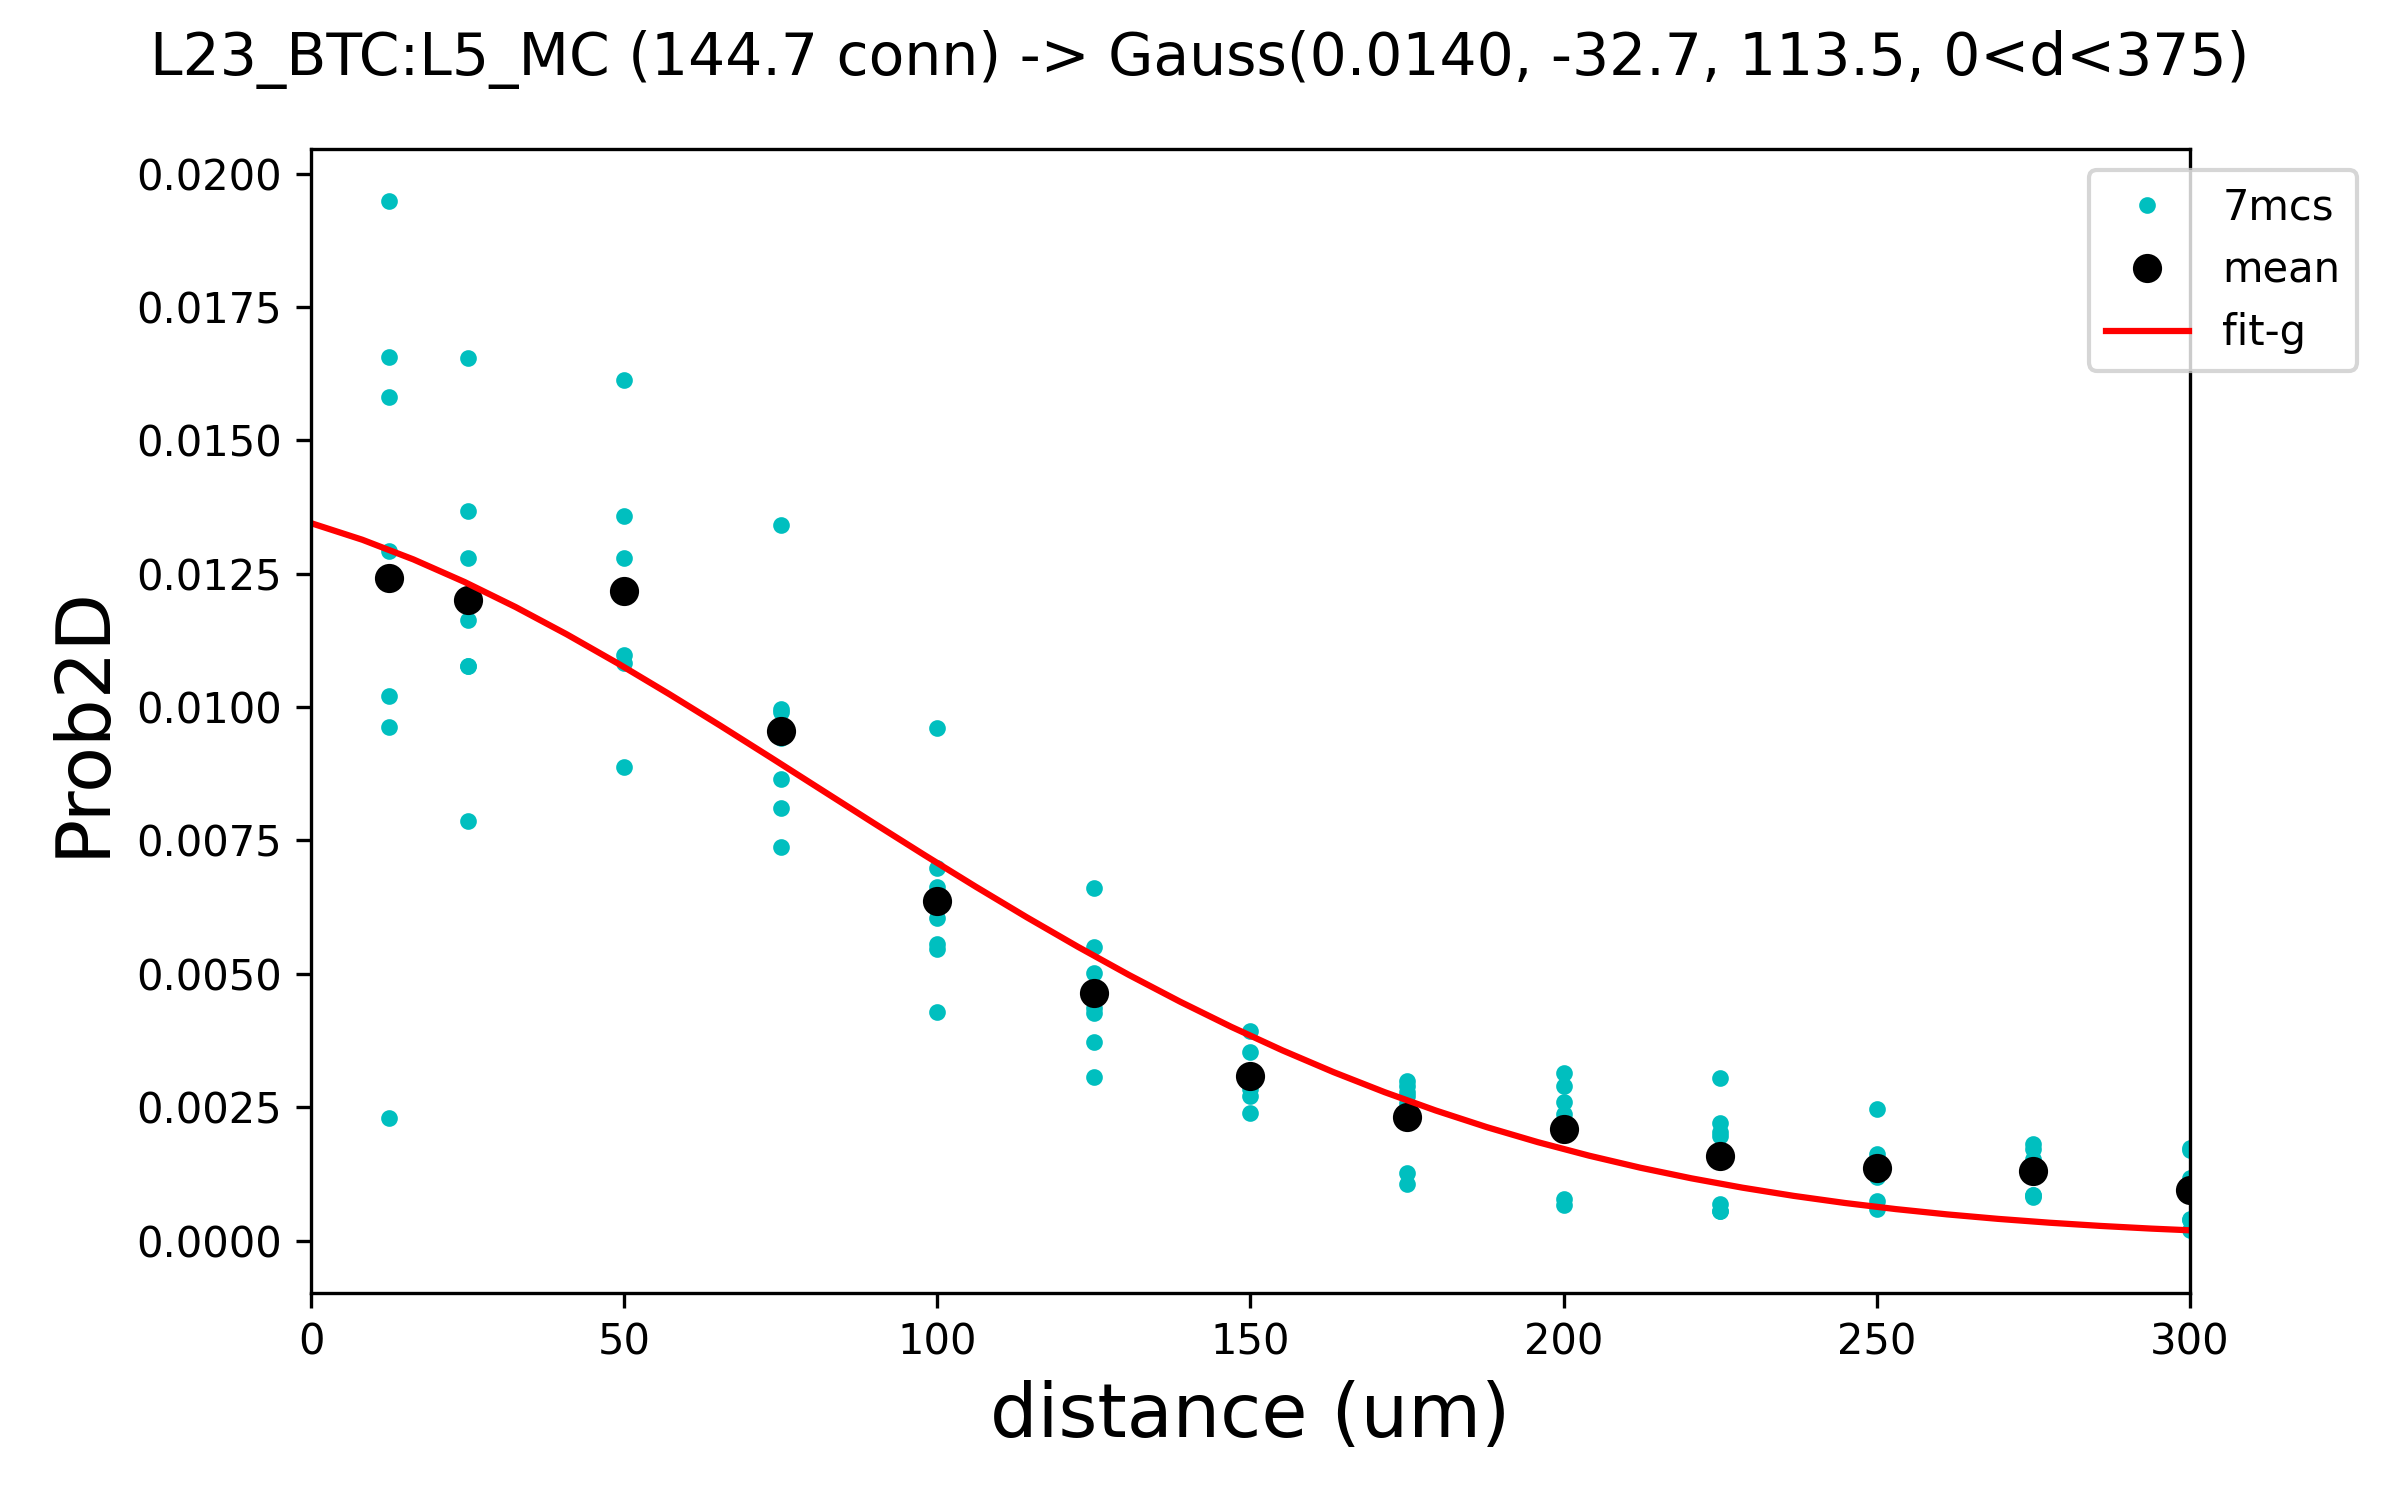 L23_BTC:L5_MC (144.7 conn) -> Gauss(0.0140, -32.7, 113.5, 0<d<375)
7mcs
mean
fit-g
0.0200
0.0175
0.0150
0.0125
0.0100
0.0075
0.0050
0.0025
0.0000
Prob2D
0 50 100 150 200 250 300
distance (um)